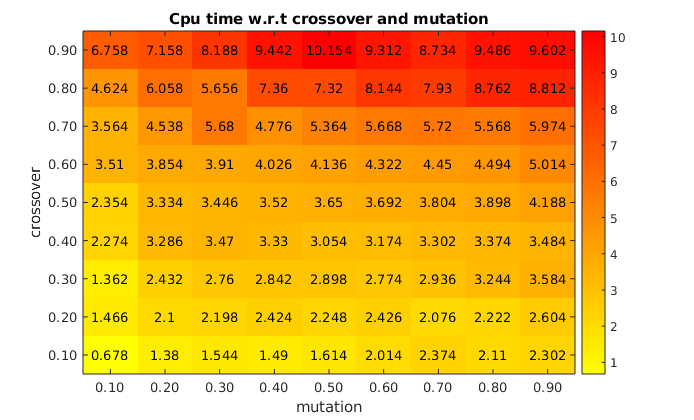 Cpu time w.r.t crossover and mutation
0.90 6.758 7.158 8.188 9.442 10.154 9.312 8.734 9.486 9.602 10
0.80 4.624 6.058 5.656 7.36 7.32 8.144 7.93 8.762 8.812 9
8
0.70 3.564 4.538 5.68 4.776 5.364 5.668 5.72 5.568 5.974 7
0.60 3.51 3.854 3.91 4.026 4.136 4.322 4.45 4.494 5.014 6
crossover
0.50 2.354 3.334 3.446 3.52 3.65 3.692 3.804 3.898 4.188 5
0.40 2.274 3.286 3.47 3.33 3.054 3.174 3.302 3.374 3.484 4
0.30 1.362 2.432 2.76 2.842 2.898 2.774 2.936 3.244 3.584 3
0.20 1.466 2.1 2.198 2.424 2.248 2.426 2.076 2.222 2.604 2
0.10 0.678 1.38 1.544 1.49 1.614 2.014 2.374 2.11 2.302 1
0.10 0.20 0.30 0.40 0.50 0.60 0.70 0.80 0.90
mutation